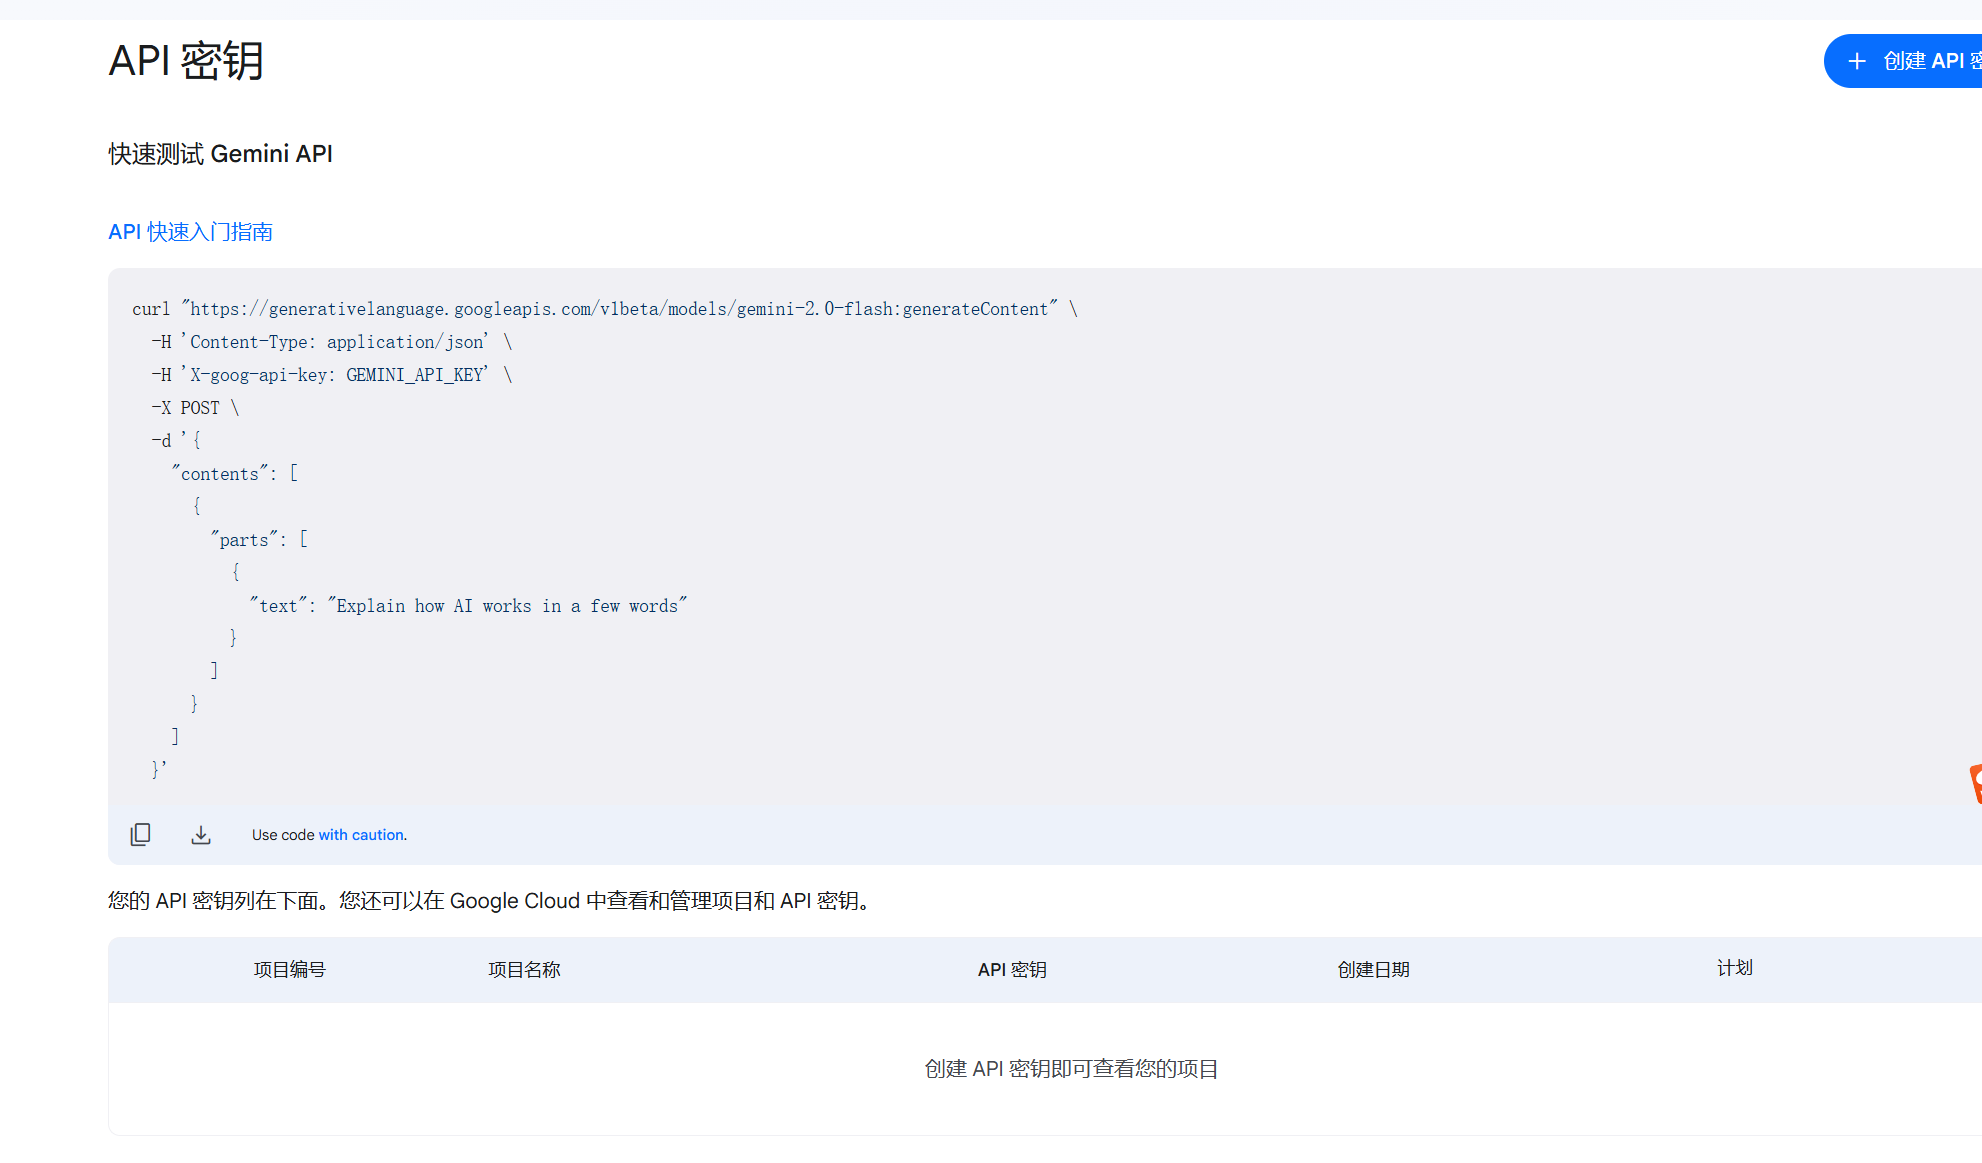 API 密钥
创建 API 密
快速测试 Gemini API
API 快速入门指南
curl "https://generativelanguage.googleapis.com/v1beta/models/gemini-2.0-flash:generateContent" \
-H 'Content-Type: application/json' \
-H 'X-goog-api-key: GEMINI_API_KEY' \
-X POST \
-d '{
"contents": [
{
"parts": [
{
"text": "Explain how AI works in a few words"
}
]
}
]
}'
Use code with caution.
您的 API 密钥列在下面。您还可以在 Google Cloud 中查看和管理项目和 API 密钥。
项目编号 项目名称 API 密钥 创建日期 计划
创建 API 密钥即可查看您的项目